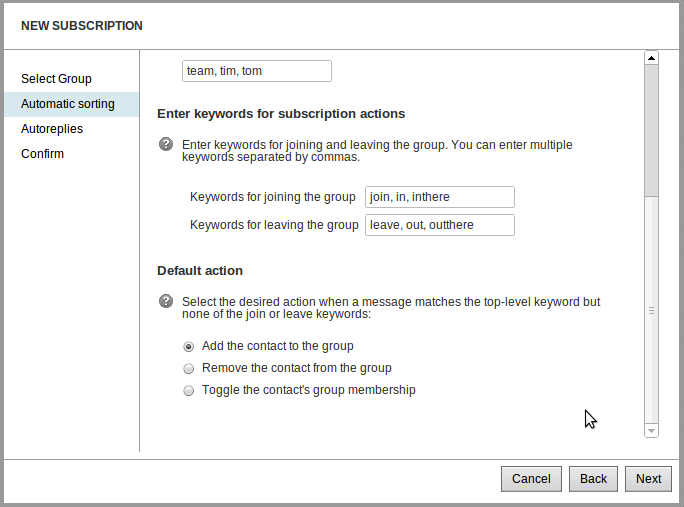 NEW SUBSCRIPTION
Select Group
Automatic sorting
Autoreplies
Confirm
team, tim, tom
Enter keywords for subscription actions
? Enter keywords for joining and leaving the group. You can enter multiple
keywords separated by commas.
Keywords for joining the group join, in, inthere
Keywords for leaving the group leave, out, outthere
Default action
? Select the desired action when a message matches the top-level keyword but
none of the join or leave keywords:
Add the contact to the group
Remove the contact from the group
Toggle the contact's group membership
Cancel Back Next